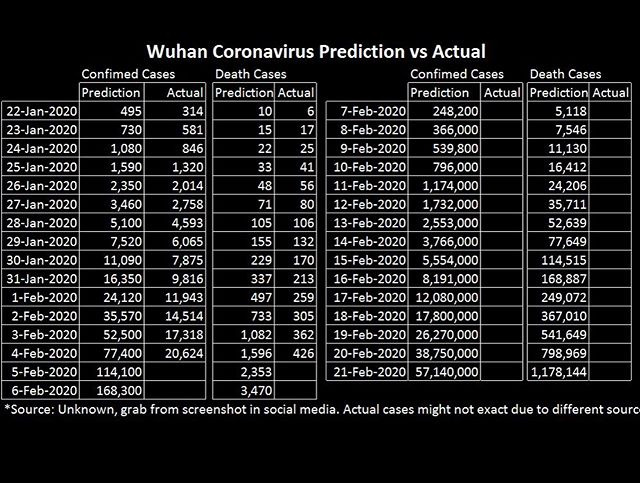 Wuhan Coronavirus Prediction vs Actual
Confimed Cases Death Cases Confimed Cases Death Cases
Prediction Actual Prediction Actual Prediction Actual Prediction Actual
22-Jan-2020 495 314 10 6 7-Feb-2020 248,200 5,118
23-Jan-2020 730 581 15 17 8-Feb-2020 366,000 7,546
24-Jan-2020 1,080 846 22 25 9-Feb-2020 539,800 11,130
25-Jan-2020 1,590 1,320 33 41 10-Feb-2020 796,000 16,412
26-Jan-2020 2,350 2,014 48 56 11-Feb-2020 1,174,000 24,206
27-Jan-2020 3,460 2,758 71 80 12-Feb-2020 1,732,000 35,711
28-Jan-2020 5,100 4,593 105 106 13-Feb-2020 2,553,000 52,639
29-Jan-2020 7,520 6,065 155 132 14-Feb-2020 3,766,000 77,649
30-Jan-2020 11,090 7,875 229 170 15-Feb-2020 5,554,000 114,515
31-Jan-2020 16,350 9,816 337 213 16-Feb-2020 8,191,000 168,887
1-Feb-2020 24,120 11,943 497 259 17-Feb-2020 12,080,000 249,072
2-Feb-2020 35,570 14,514 733 305 18-Feb-2020 17,800,000 367,010
3-Feb-2020 52,500 17,318 1,082 362 19-Feb-2020 26,270,000 541,649
4-Feb-2020 77,400 20,624 1,596 426 20-Feb-2020 38,750,000 798,969
5-Feb-2020 114,100 2,353 21-Feb-2020 57,140,000 1,178,144
6-Feb-2020 168,300 3,470
*Source: Unknown, grab from screenshot in social media. Actual cases might not exact due to different sourc